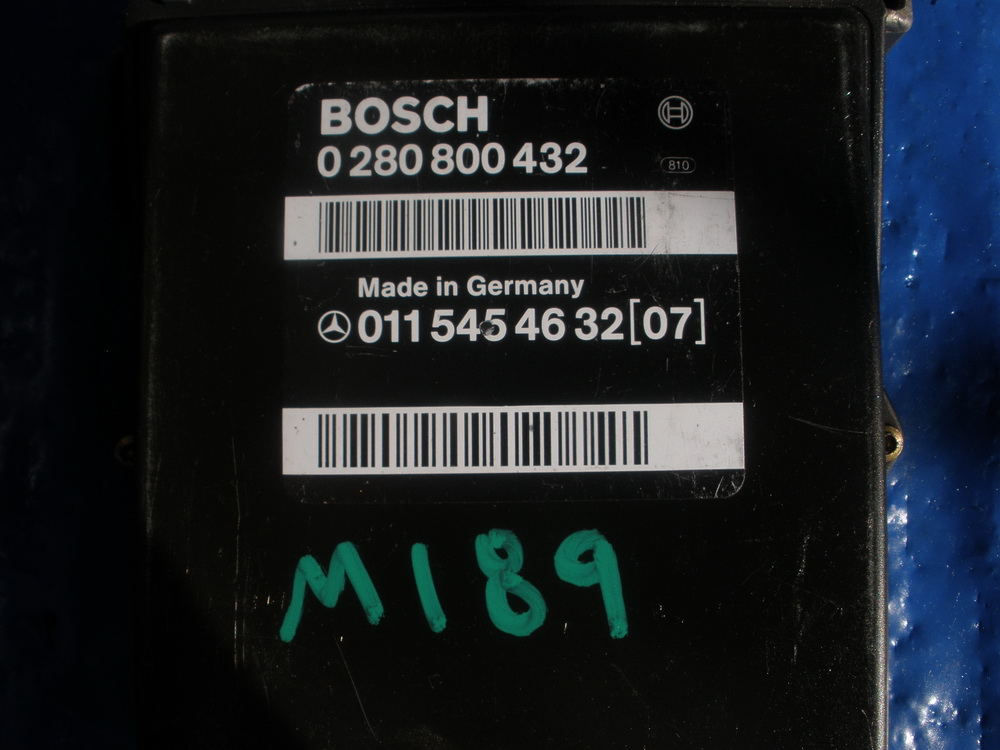 BOSCH
0 280 800 432
810
Made in Germany
011 545 46 32 [07]
M189